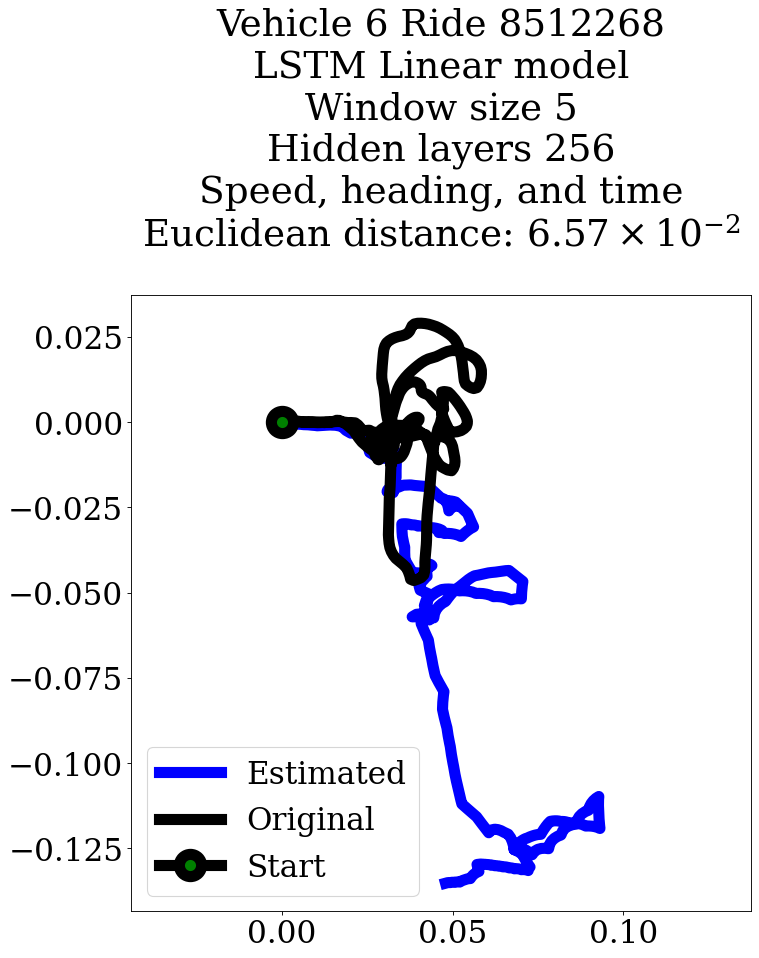 Vehicle 6 Ride 8512268
LSTM Linear model
Window size 5
Hidden layers 256
Speed, heading, and time
Euclidean distance: 6.57 × 10⁻²
0.025
0.000
−0.025
−0.050
−0.075
−0.100
−0.125
Estimated
Original
Start
0.00 0.05 0.10